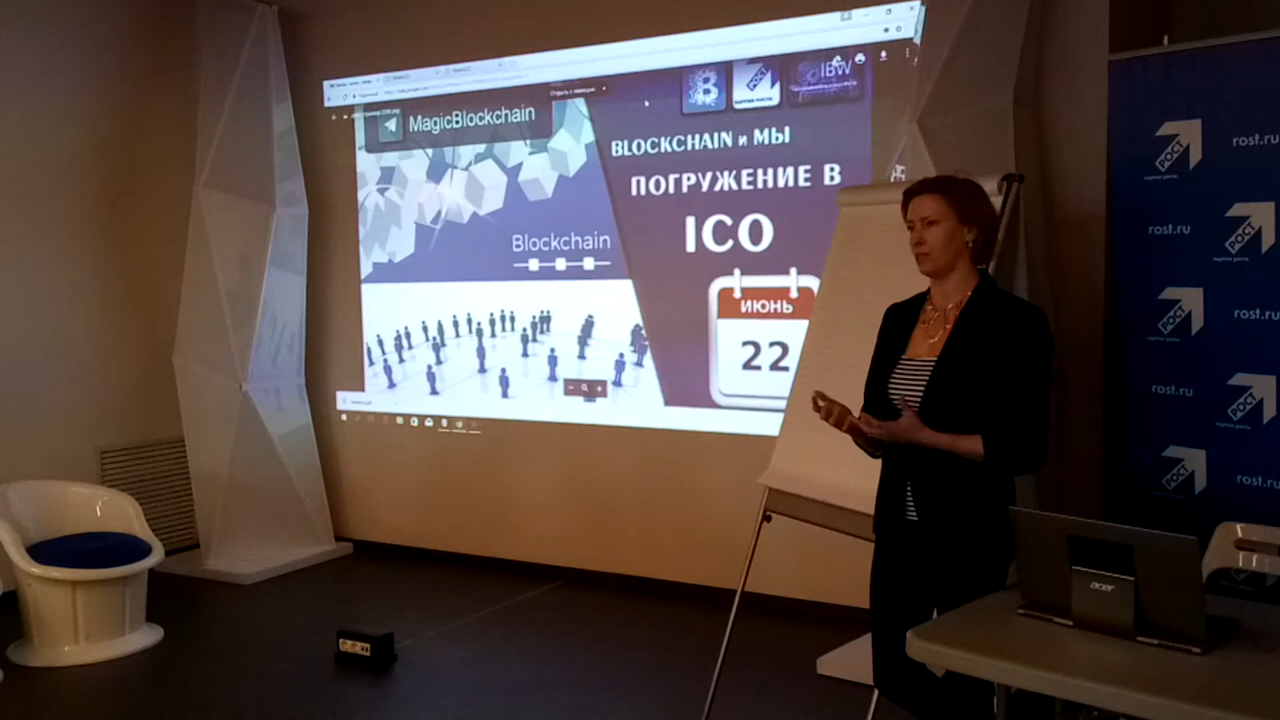 MagicBlockchain
IBW
РОСТ
BLOCKCHAIN и МЫ
ПОГРУЖЕНИЕ В
ICO
Blockchain
ИЮНЬ
22
РОСТ
rost.ru
rost.ru
РОСТ
РОСТ
rost.ru
rost.ru
РОСТ
РОСТ
rost.ru
acer